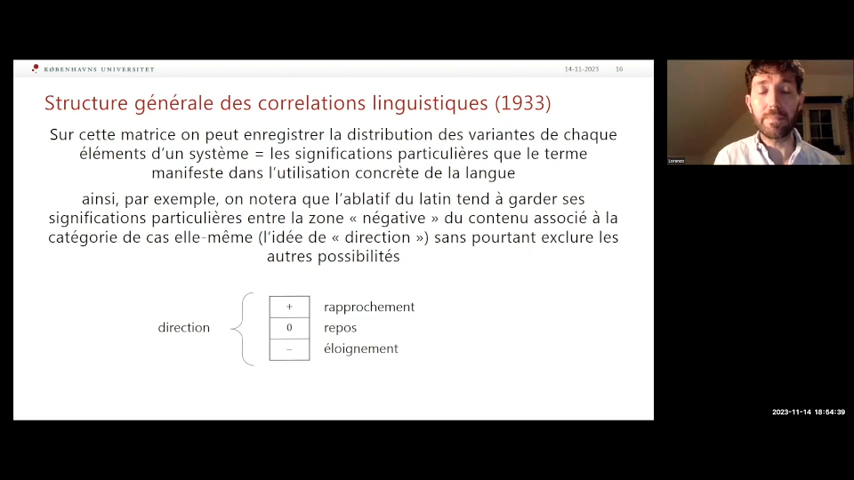 KØBENHAVNS UNIVERSITET
14-11-2023 16
Structure générale des correlations linguistiques (1933)
Sur cette matrice on peut enregistrer la distribution des variantes de chaque
éléments d'un système = les significations particulières que le terme
manifeste dans l'utilisation concrète de la langue
ainsi, par exemple, on notera que l'ablatif du latin tend à garder ses
significations particulières entre la zone « négative » du contenu associé à la
catégorie de cas elle-même (l'idée de « direction ») sans pourtant exclure les
autres possibilités
direction
+ rapprochement
0 repos
– éloignement
Lorenzo
2023-11-14 18:54:39